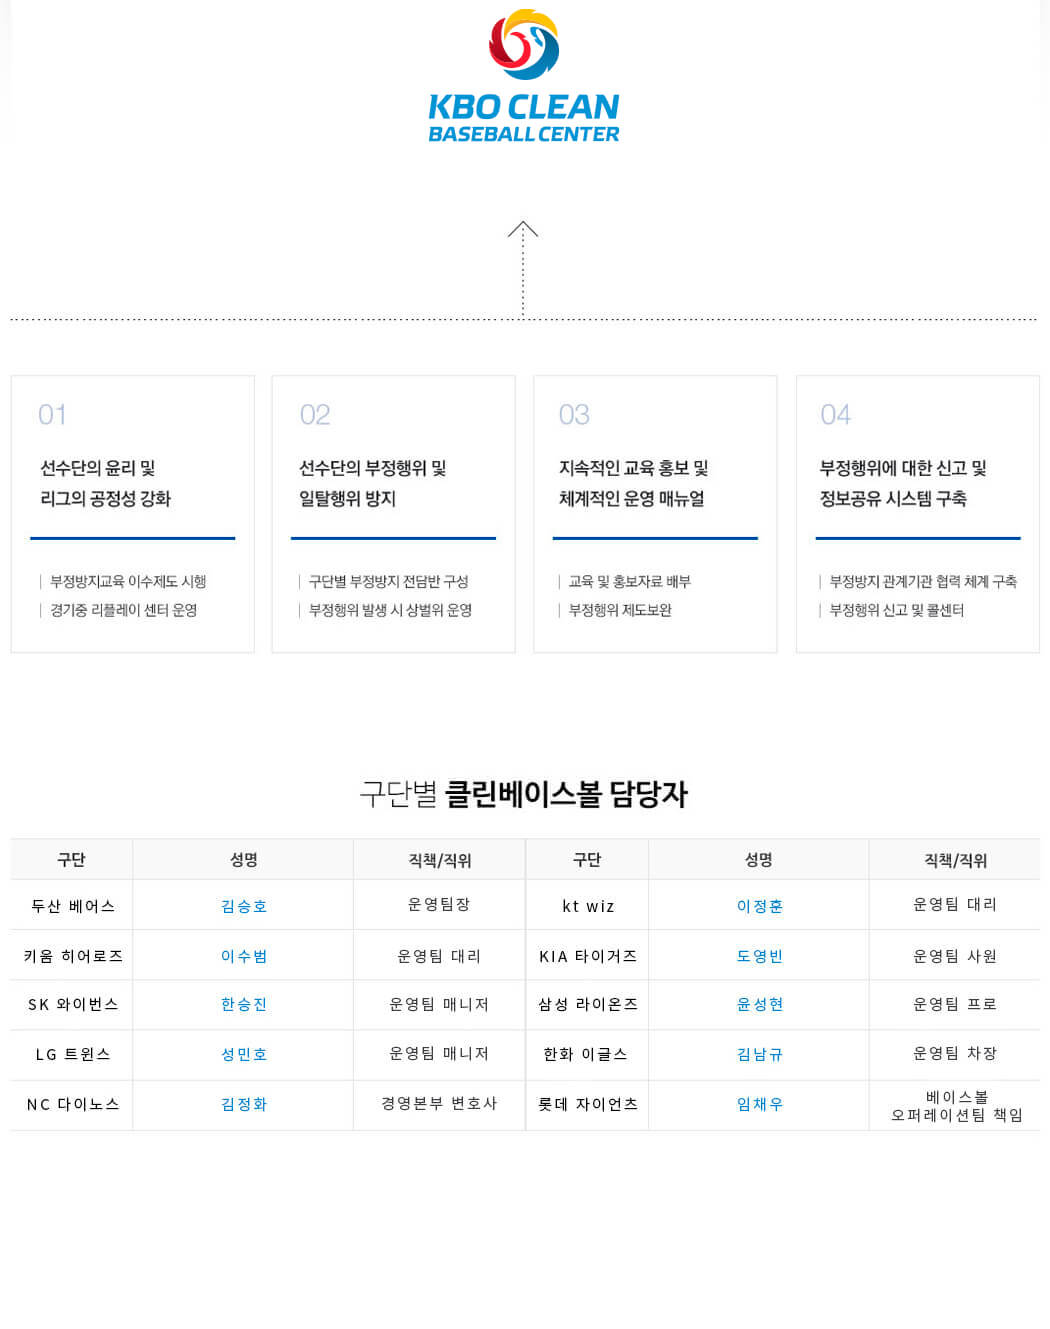 KBO CLEAN
BASEBALL CENTER
01
선수단의 윤리 및
리그의 공정성 강화
부정방지교육 이수제도 시행
경기중 리플레이 센터 운영
02
선수단의 부정행위 및
일탈행위 방지
구단별 부정방지 전담반 구성
부정행위 발생 시 상벌위 운영
03
지속적인 교육 홍보 및
체계적인 운영 매뉴얼
교육 및 홍보자료 배부
부정행위 제도보완
04
부정행위에 대한 신고 및
정보공유 시스템 구축
부정방지 관계기관 협력 체계 구축
부정행위 신고 및 콜센터
구단별 클린베이스볼 담당자
구단 성명 직책/직위 구단 성명 직책/직위
두산 베어스 김승호 운영팀장 kt wiz 이정훈 운영팀 대리
키움 히어로즈 이수범 운영팀 대리 KIA 타이거즈 도영빈 운영팀 사원
SK 와이번스 한승진 운영팀 매니저 삼성 라이온즈 윤성현 운영팀 프로
LG 트윈스 성민호 운영팀 매니저 한화 이글스 김남규 운영팀 차장
NC 다이노스 김정화 경영본부 변호사 롯데 자이언츠 임채우 베이스볼
오퍼레이션팀 책임